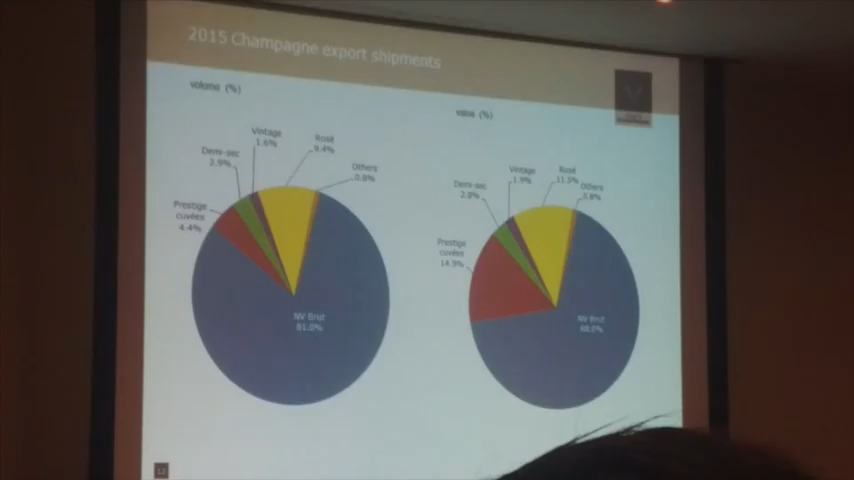 2015 Champagne export shipments
volume (%)
Vintage
1.6%
Rosé
9.4%
Demi-sec
2.9%
Others
0.8%
Prestige
cuvées
4.4%
NV Brut
81.0%
value (%)
Vintage
1.9%
Rosé
11.5%
Demi-sec
2.8%
Others
0.8%
Prestige
cuvées
14.9%
NV Brut
68.0%
12